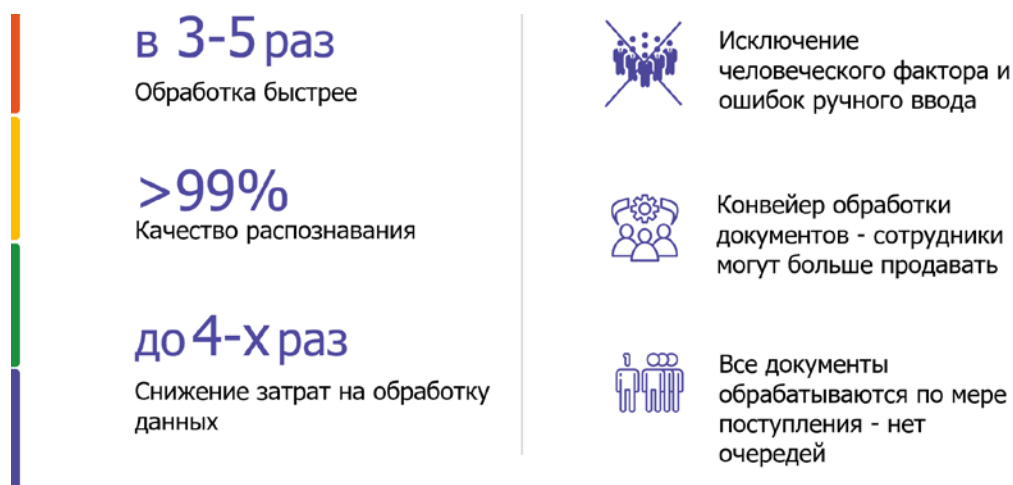 в 3-5 раз
Обработка быстрее
>99%
Качество распознавания
до 4-х раз
Снижение затрат на обработку
данных
Исключение
человеческого фактора и
ошибок ручного ввода
Конвейер обработки
документов - сотрудники
могут больше продавать
Все документы
обрабатываются по мере
поступления - нет
очередей